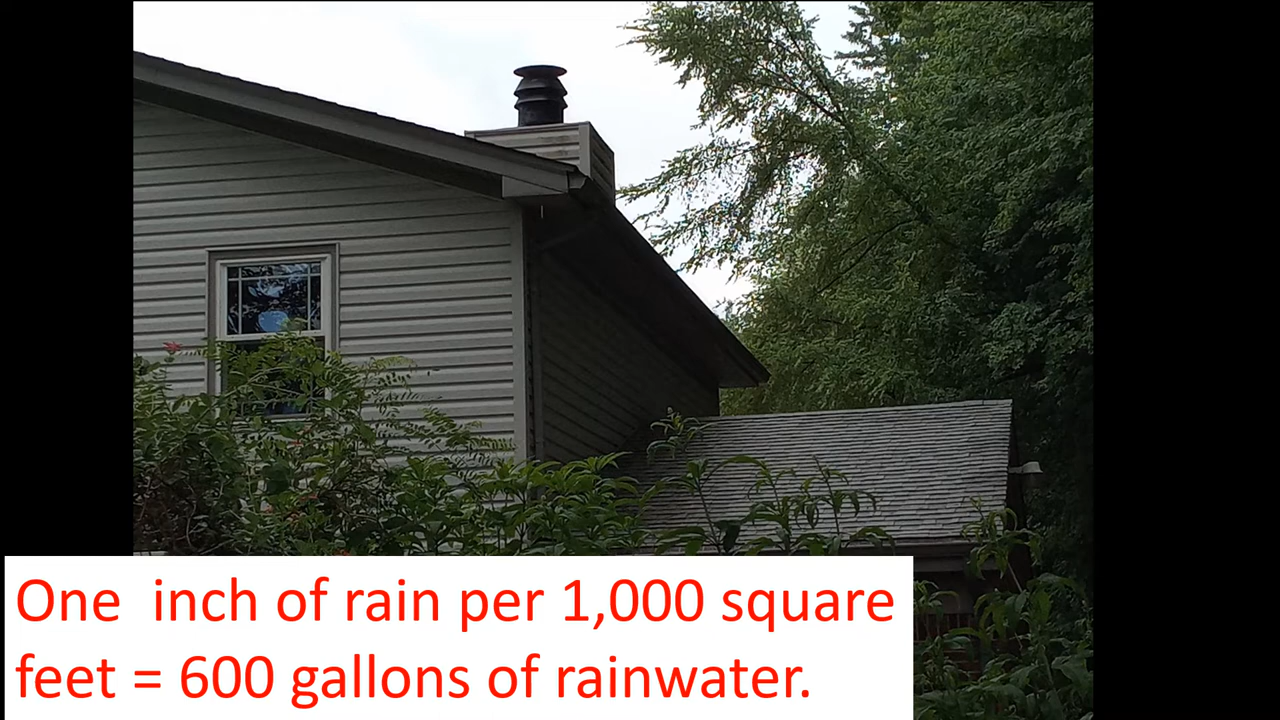 One  inch of rain per 1,000 square
feet = 600 gallons of rainwater.